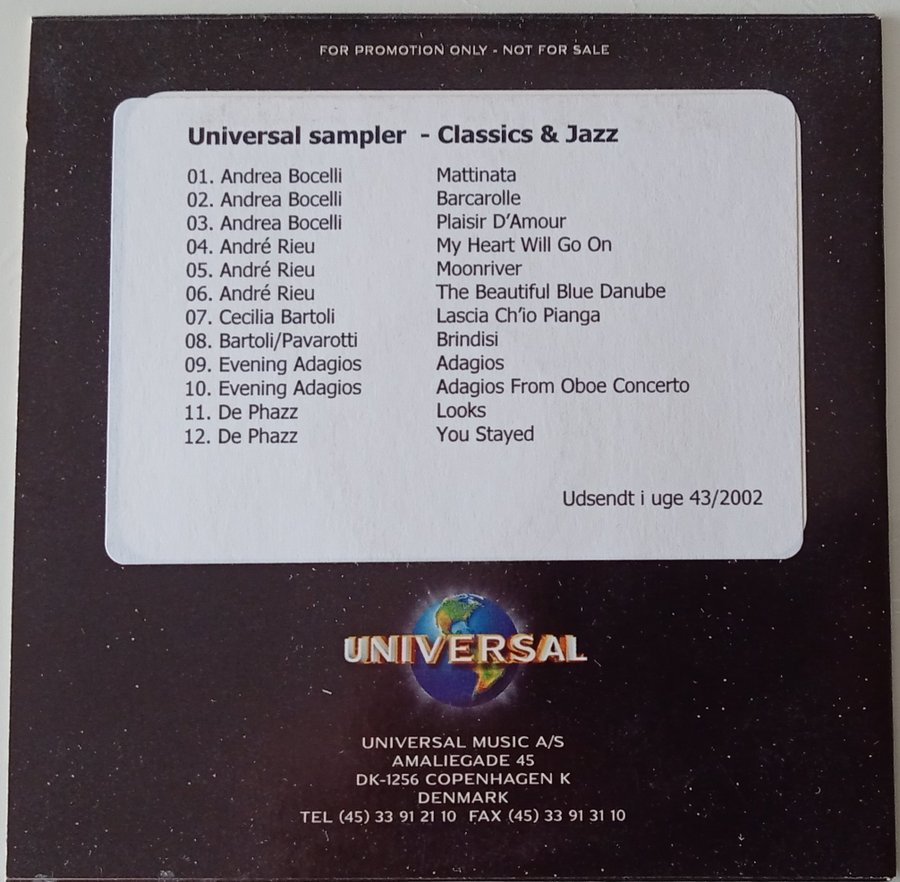 FOR PROMOTION ONLY - NOT FOR SALE
Universal sampler - Classics & Jazz
01. Andrea Bocelli Mattinata
02. Andrea Bocelli Barcarolle
03. Andrea Bocelli Plaisir D'Amour
04. André Rieu My Heart Will Go On
05. André Rieu Moonriver
06. André Rieu The Beautiful Blue Danube
07. Cecilia Bartoli Lascia Ch'io Pianga
08. Bartoli/Pavarotti Brindisi
09. Evening Adagios Adagios
10. Evening Adagios Adagios From Oboe Concerto
11. De Phazz Looks
12. De Phazz You Stayed
Udsendt i uge 43/2002
UNIVERSAL
UNIVERSAL MUSIC A/S
AMALIEGADE 45
DK-1256 COPENHAGEN K
DENMARK
TEL (45) 33 91 21 10 FAX (45) 33 91 31 10